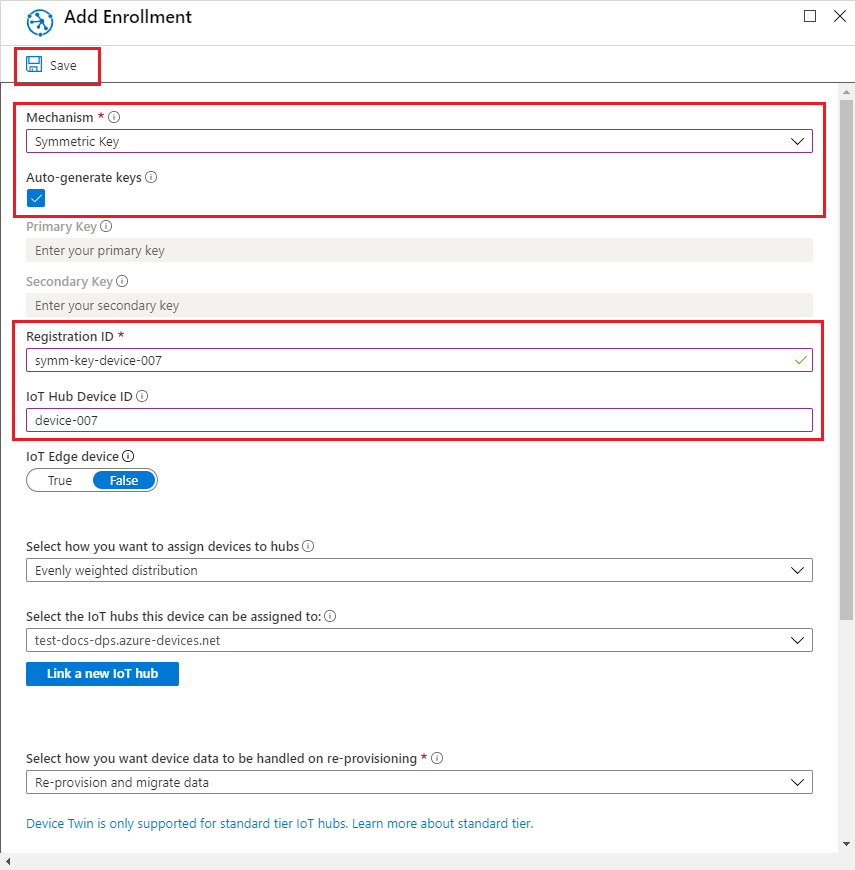 Add Enrollment
Save
Mechanism *
Symmetric Key
Auto-generate keys
Primary Key
Enter your primary key
Secondary Key
Enter your secondary key
Registration ID *
symm-key-device-007
IoT Hub Device ID
device-007
IoT Edge device
True False
Select how you want to assign devices to hubs
Evenly weighted distribution
Select the IoT hubs this device can be assigned to:
test-docs-dps.azure-devices.net
Link a new IoT hub
Select how you want device data to be handled on re-provisioning *
Re-provision and migrate data
Device Twin is only supported for standard tier IoT hubs. Learn more about standard tier.